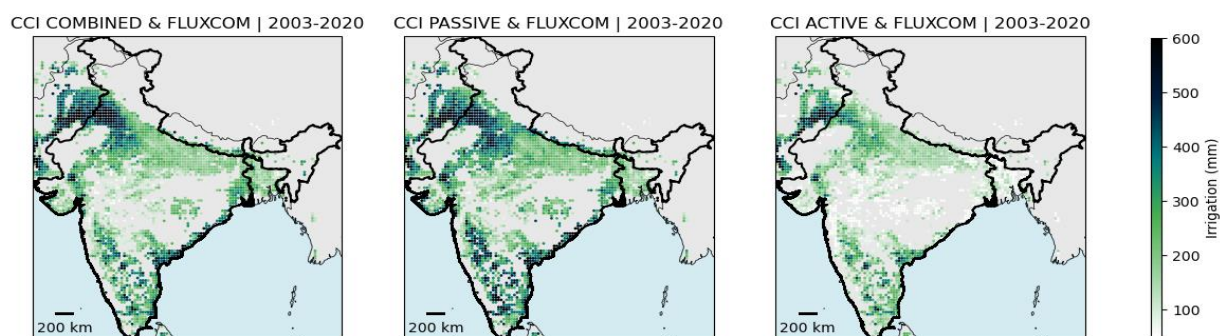 CCI COMBINED & FLUXCOM | 2003-2020
CCI PASSIVE & FLUXCOM | 2003-2020
CCI ACTIVE & FLUXCOM | 2003-2020
200 km
200 km
200 km
600
500
400
300
200
100
Irrigation (mm)